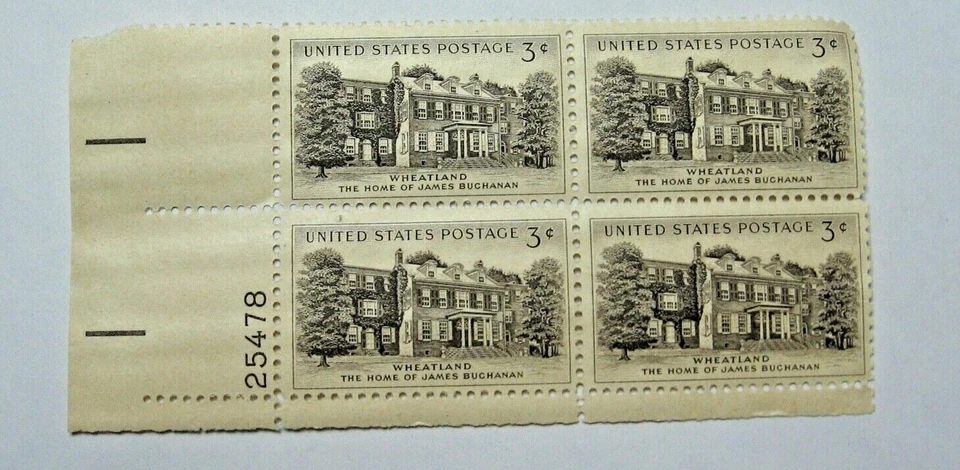 UNITED STATES POSTAGE 3¢
WHEATLAND
THE HOME OF JAMES BUCHANAN
UNITED STATES POSTAGE 3¢
WHEATLAND
THE HOME OF JAMES BUCHANAN
UNITED STATES POSTAGE 3¢
WHEATLAND
THE HOME OF JAMES BUCHANAN
UNITED STATES POSTAGE 3¢
WHEATLAND
THE HOME OF JAMES BUCHANAN
25478